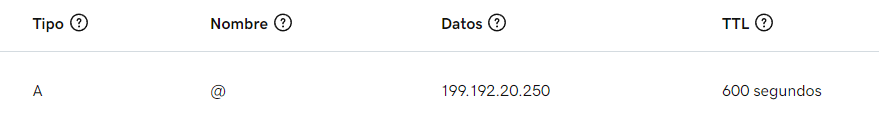 Tipo ? Nombre ? Datos ? TTL ?
A @ 199.192.20.250 600 segundos